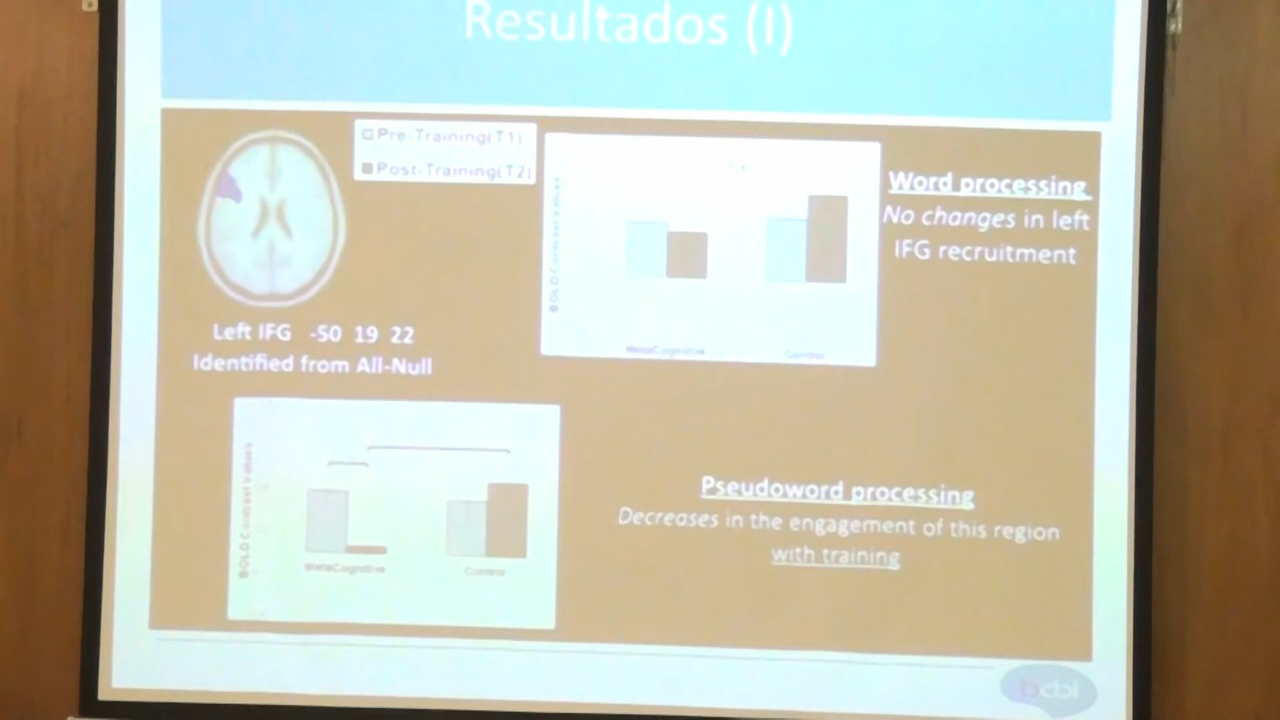 Resultados (I)
Pre-Training(T1)
Post-Training(T2)
Left IFG -50 19 22
Identified from All-Null
BOLD Contrast Values
MetaCognitive
Control
Word processing
No changes in left
IFG recruitment
BOLD Contrast Values
MetaCognitive
Control
Pseudoword processing
Decreases in the engagement of this region
with training
bcbl